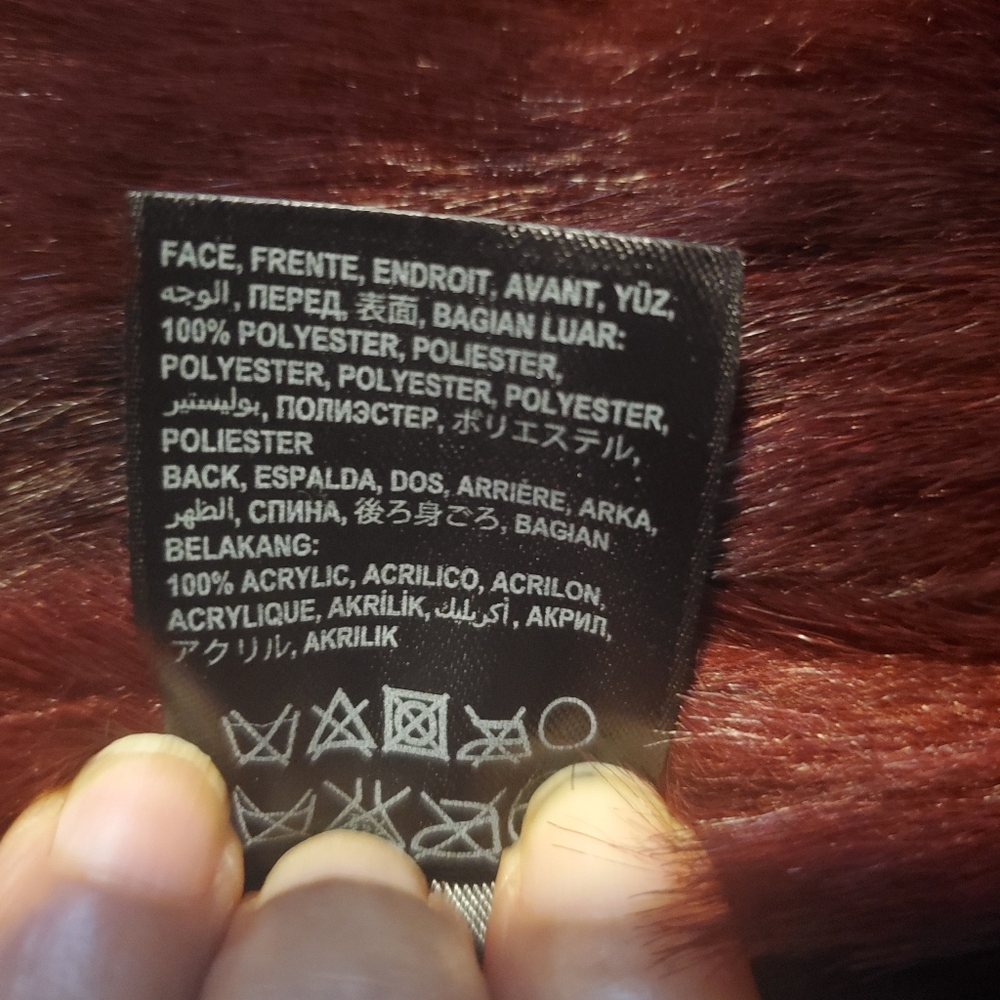 FACE, FRENTE, ENDROIT, AVANT, YÜZ,
الوجه, ПЕРЕД, 表面, BAGIAN LUAR:
100% POLYESTER, POLIESTER,
POLYESTER, POLYESTER, POLYESTER,
بوليستير, ПОЛИЭСТЕР, ポリエステル,
POLIESTER
BACK, ESPALDA, DOS, ARRIÈRE, ARKA,
الظهر, СПИНА, 後ろ身ごろ, BAGIAN
BELAKANG:
100% ACRYLIC, ACRILICO, ACRILON,
ACRYLIQUE, AKRİLİK, أكريليك, АКРИЛ,
アクリル, AKRILIK